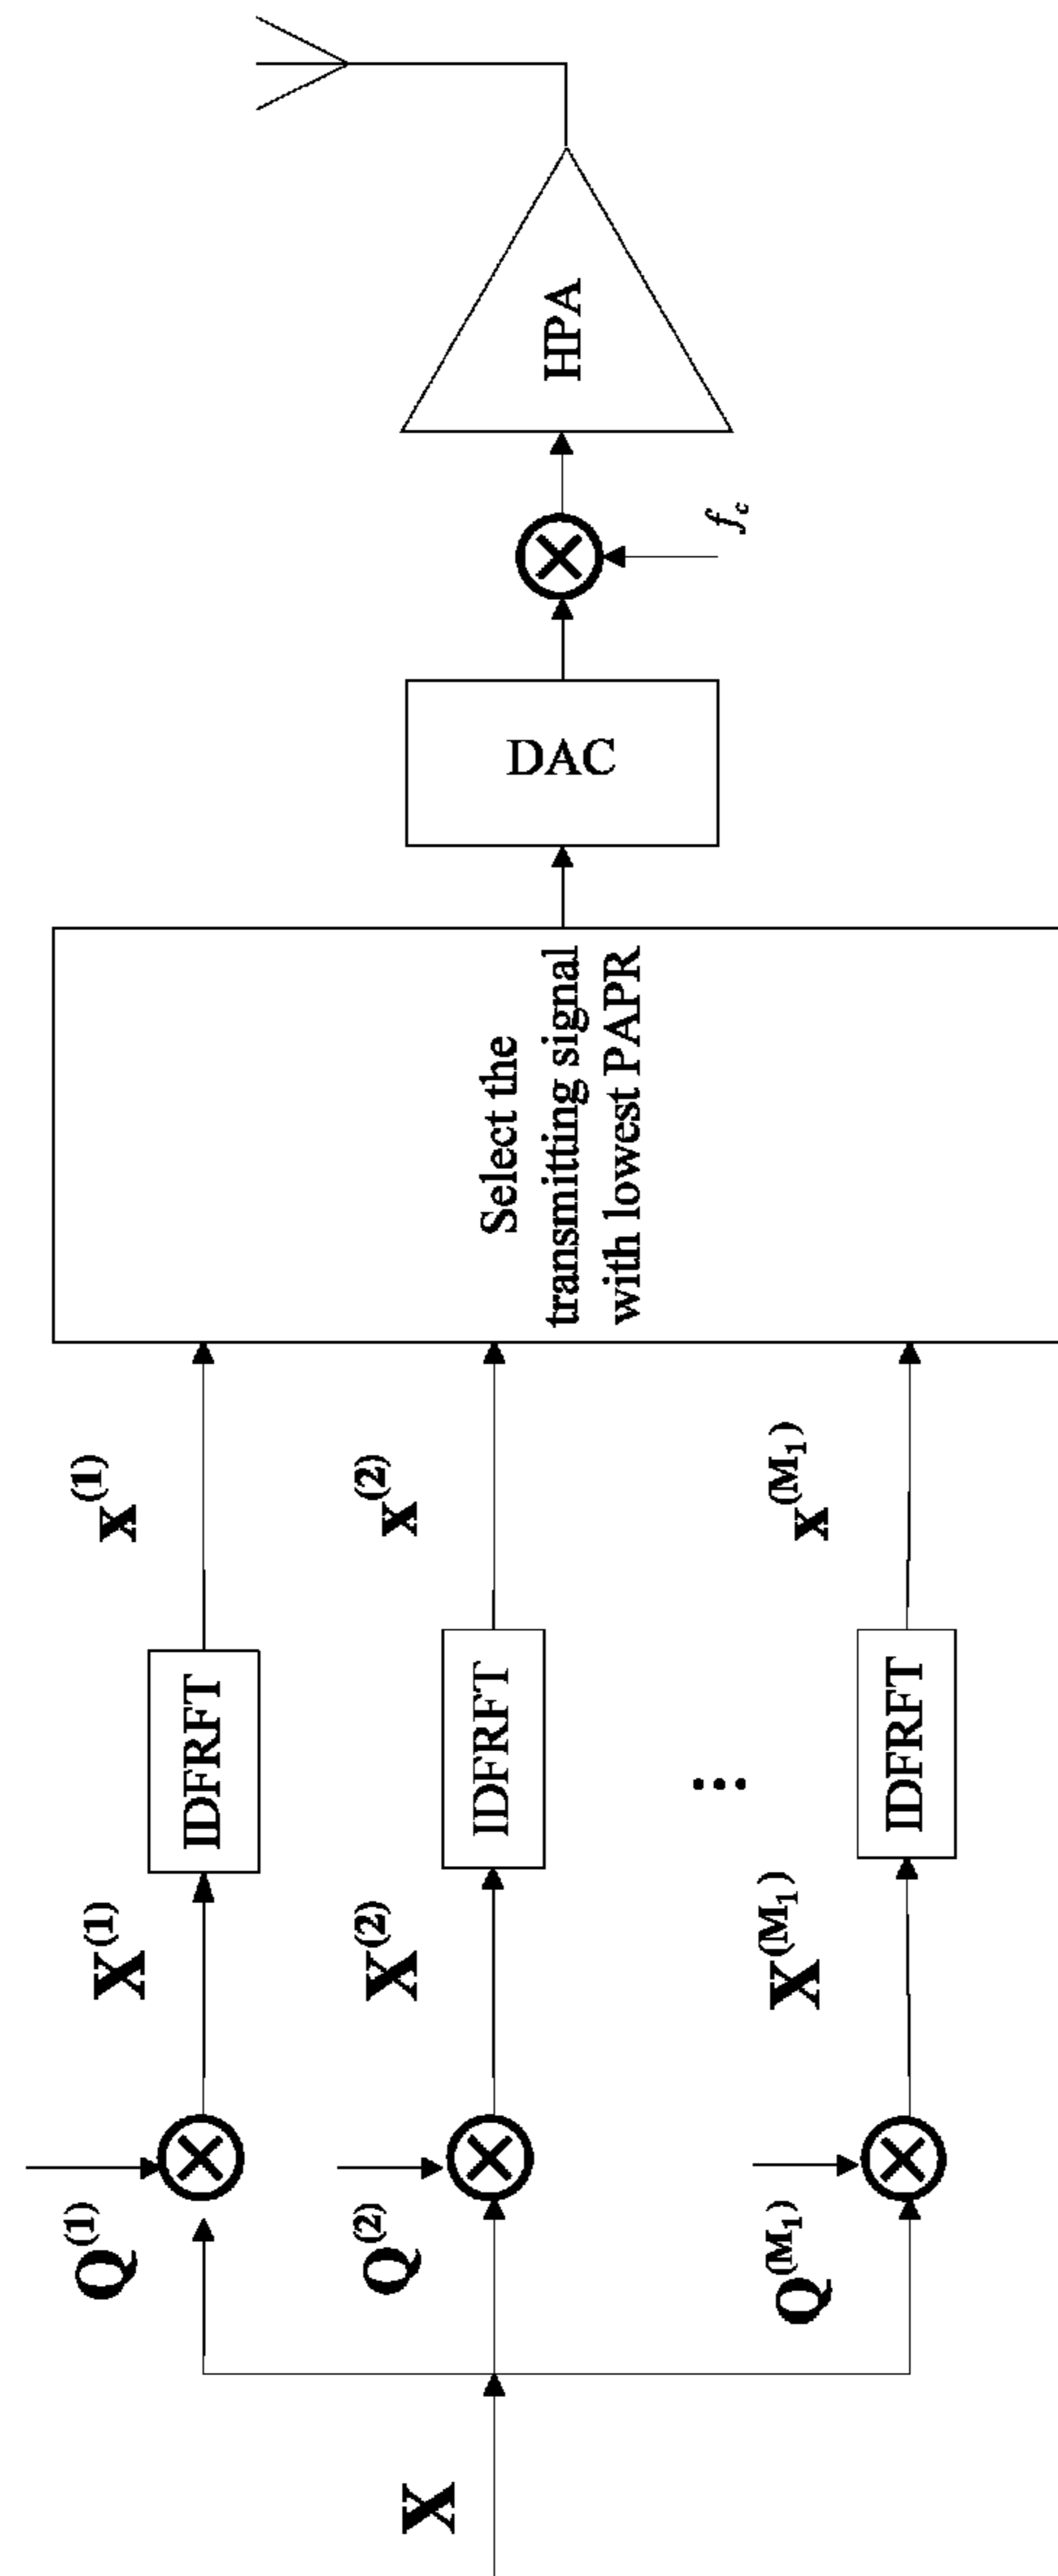 X
Q^(1)
X^(1)
IDFRFT
x^(1)
Q^(2)
X^(2)
IDFRFT
x^(2)
⋮
Q^(M₁)
X^(M₁)
IDFRFT
x^(M₁)
Select the
transmitting signal
with lowest PAPR
DAC
f_c
HPA